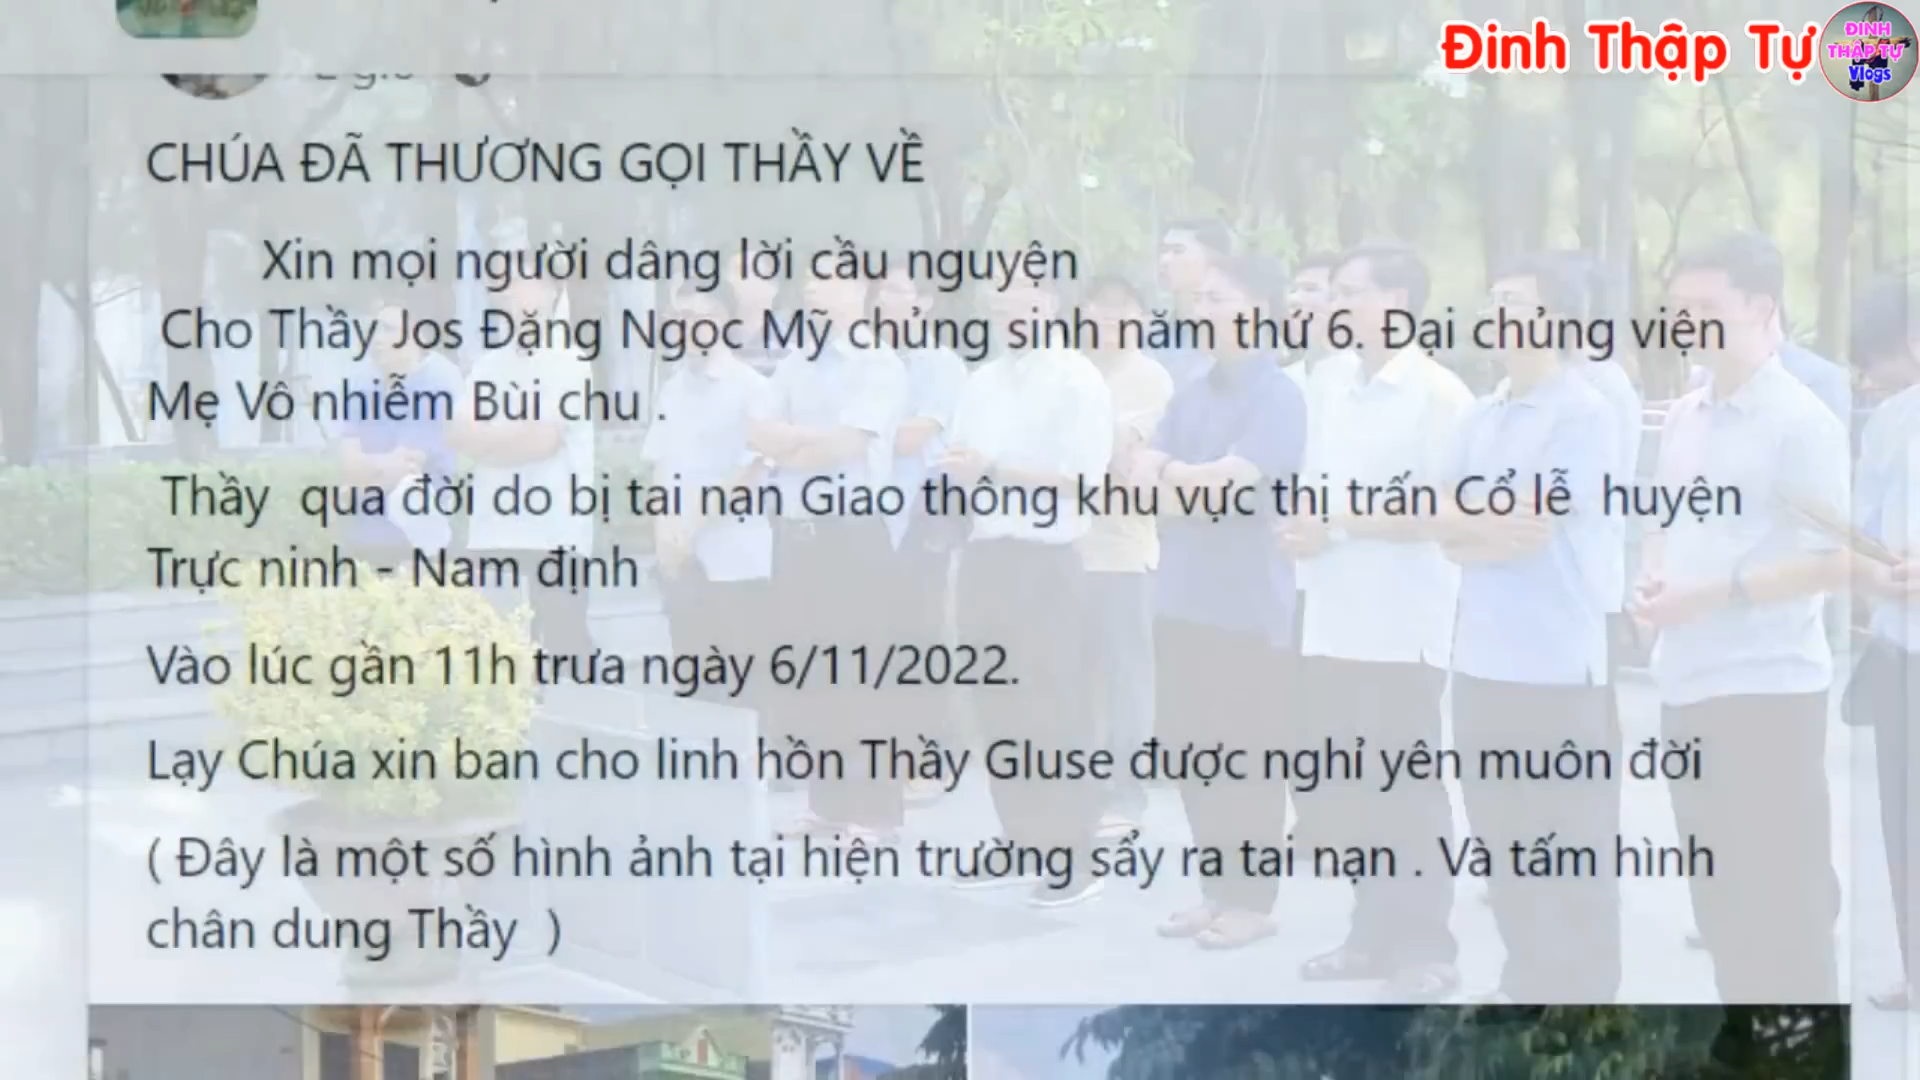 Đinh Thập Tự
ĐINH
THẬP TỰ
Vlogs
CHÚA ĐÃ THƯƠNG GỌI THẦY VỀ
Xin mọi người dâng lời cầu nguyện
Cho Thầy Jos Đặng Ngọc Mỹ chủng sinh năm thứ 6. Đại chủng viện
Mẹ Vô nhiễm Bùi chu .
Thầy qua đời do bị tai nạn Giao thông khu vực thị trấn Cổ lễ huyện
Trực ninh - Nam định
Vào lúc gần 11h trưa ngày 6/11/2022.
Lạy Chúa xin ban cho linh hồn Thầy Gluse được nghỉ yên muôn đời
( Đây là một số hình ảnh tại hiện trường sẩy ra tai nạn . Và tấm hình
chân dung Thầy )